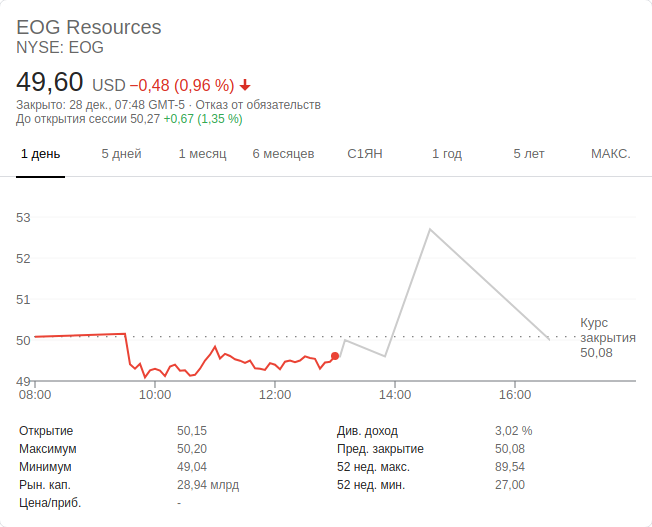 EOG Resources
NYSE: EOG
49,60 USD −0,48 (0,96 %)
Закрыто: 28 дек., 07:48 GMT-5 · Отказ от обязательств
До открытия сессии 50,27 +0,67 (1,35 %)
1 день 5 дней 1 месяц 6 месяцев С1ЯН 1 год 5 лет МАКС.
53
52
51
50
49
Курс
закрытия
50,08
08:00 10:00 12:00 14:00 16:00
Открытие 50,15 Див. доход 3,02 %
Максимум 50,20 Пред. закрытие 50,08
Минимум 49,04 52 нед. макс. 89,54
Рын. кап. 28,94 млрд 52 нед. мин. 27,00
Цена/приб. -